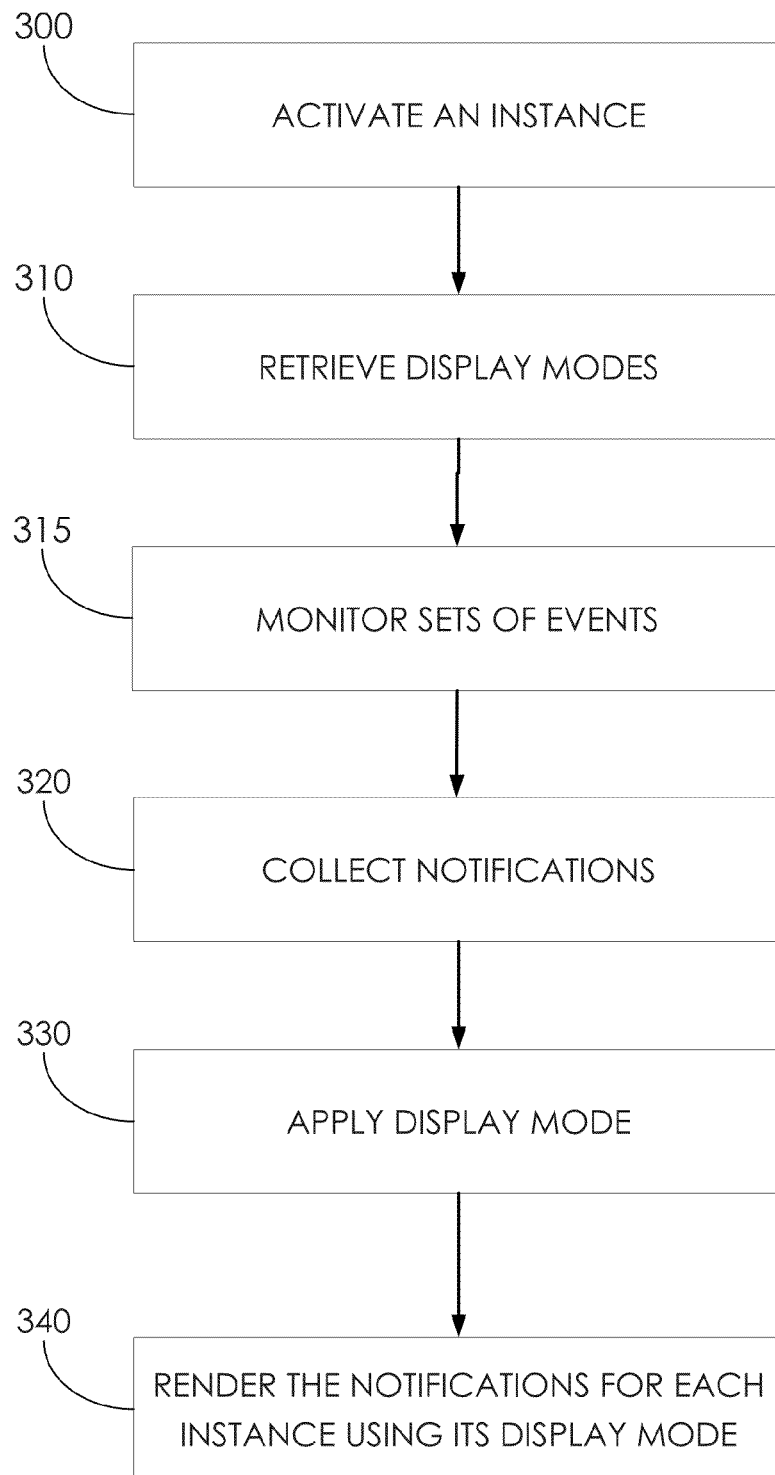 300
ACTIVATE AN INSTANCE
310
RETRIEVE DISPLAY MODES
315
MONITOR SETS OF EVENTS
320
COLLECT NOTIFICATIONS
330
APPLY DISPLAY MODE
340
RENDER THE NOTIFICATIONS FOR EACH
INSTANCE USING ITS DISPLAY MODE